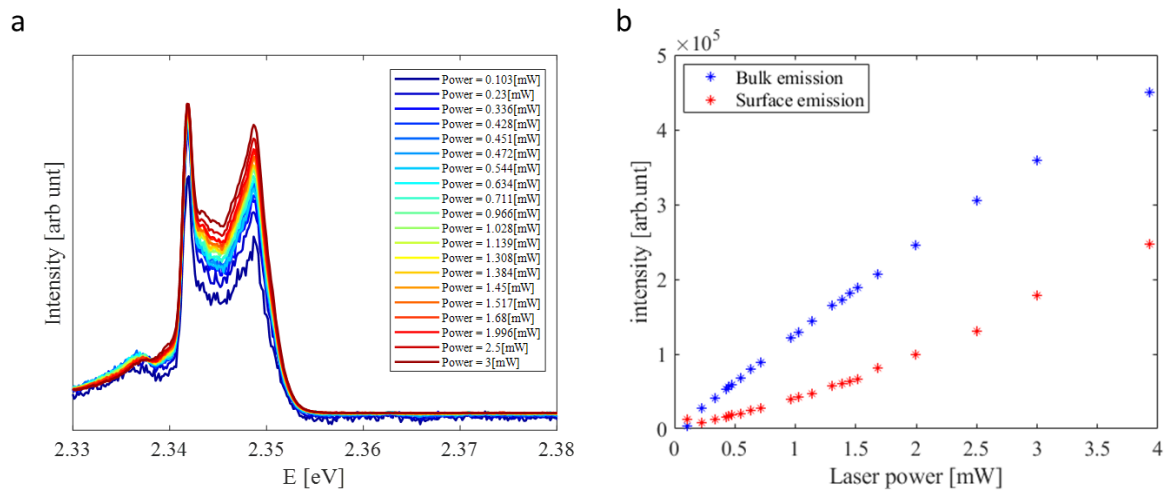 a
Intensity [arb unt]
Power = 0.103[mW]
Power = 0.23[mW]
Power = 0.336[mW]
Power = 0.428[mW]
Power = 0.451[mW]
Power = 0.472[mW]
Power = 0.544[mW]
Power = 0.634[mW]
Power = 0.711[mW]
Power = 0.966[mW]
Power = 1.028[mW]
Power = 1.139[mW]
Power = 1.308[mW]
Power = 1.384[mW]
Power = 1.45[mW]
Power = 1.517[mW]
Power = 1.68[mW]
Power = 1.996[mW]
Power = 2.5[mW]
Power = 3[mW]
2.33 2.34 2.35 2.36 2.37 2.38
E [eV]
b
×10⁵
intensity [arb.unt]
5
4
3
2
1
0
Bulk emission
Surface emission
0 0.5 1 1.5 2 2.5 3 3.5 4
Laser power [mW]